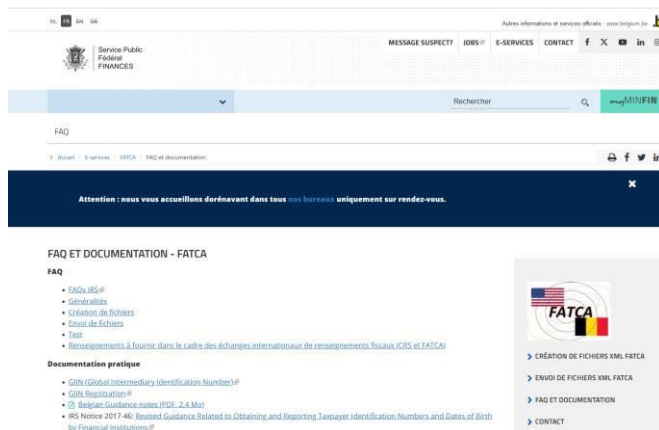 NL FR EN DE
Autres informations et services officiels : www.belgium.be
Service Public
Fédéral
FINANCES
MESSAGE SUSPECT? JOBS E-SERVICES CONTACT
Rechercher
myMINFIN
FAQ
Accueil E-services FATCA FAQ et documentation
Attention : nous vous accueillons dorénavant dans tous nos bureaux uniquement sur rendez-vous.
FAQ ET DOCUMENTATION - FATCA
FAQ
FAQs IRS
Généralités
Création de fichiers
Envoi de fichiers
Test
Renseignements à fournir dans le cadre des échanges internationaux de renseignements fiscaux (CRS et FATCA)
Documentation pratique
GIIN (Global Intermediary Identification Number)
GIIN Registration
Belgian Guidance notes (PDF, 2.4 Mo)
IRS Notice 2017-46: Revised Guidance Related to Obtaining and Reporting Taxpayer Identification Numbers and Dates of Birth
by Financial Institutions
FATCA
CRÉATION DE FICHIERS XML FATCA
ENVOI DE FICHIERS XML FATCA
FAQ ET DOCUMENTATION
CONTACT